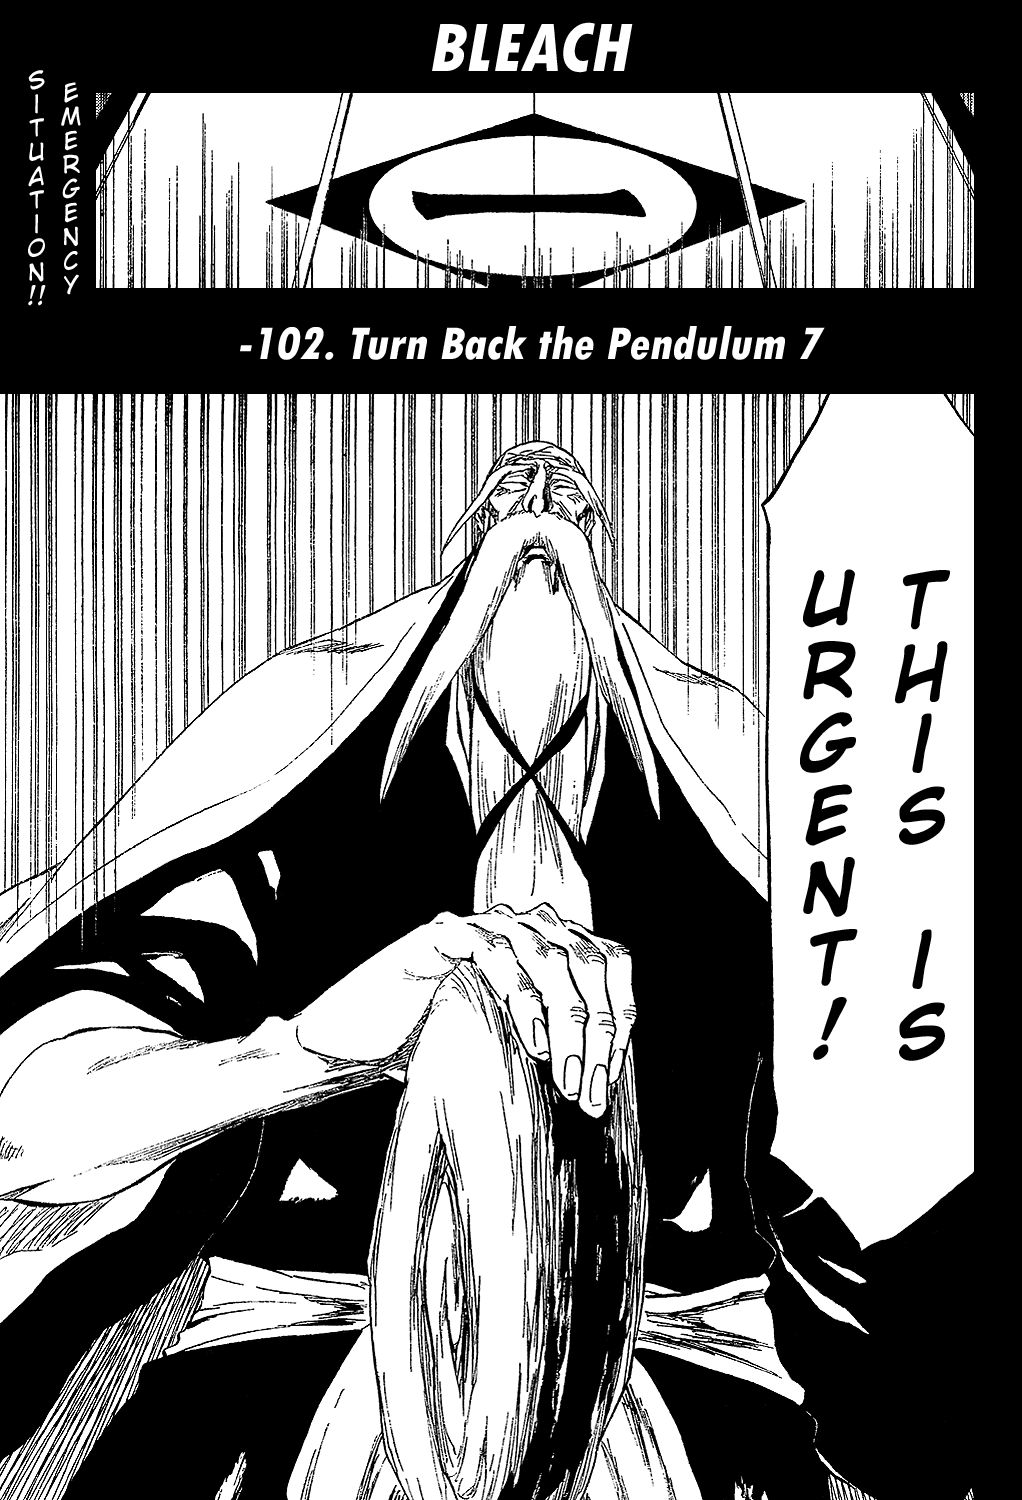 BLEACH
EMERGENCY
SITUATION!!
一
-102. Turn Back the Pendulum 7
THIS IS
URGENT!